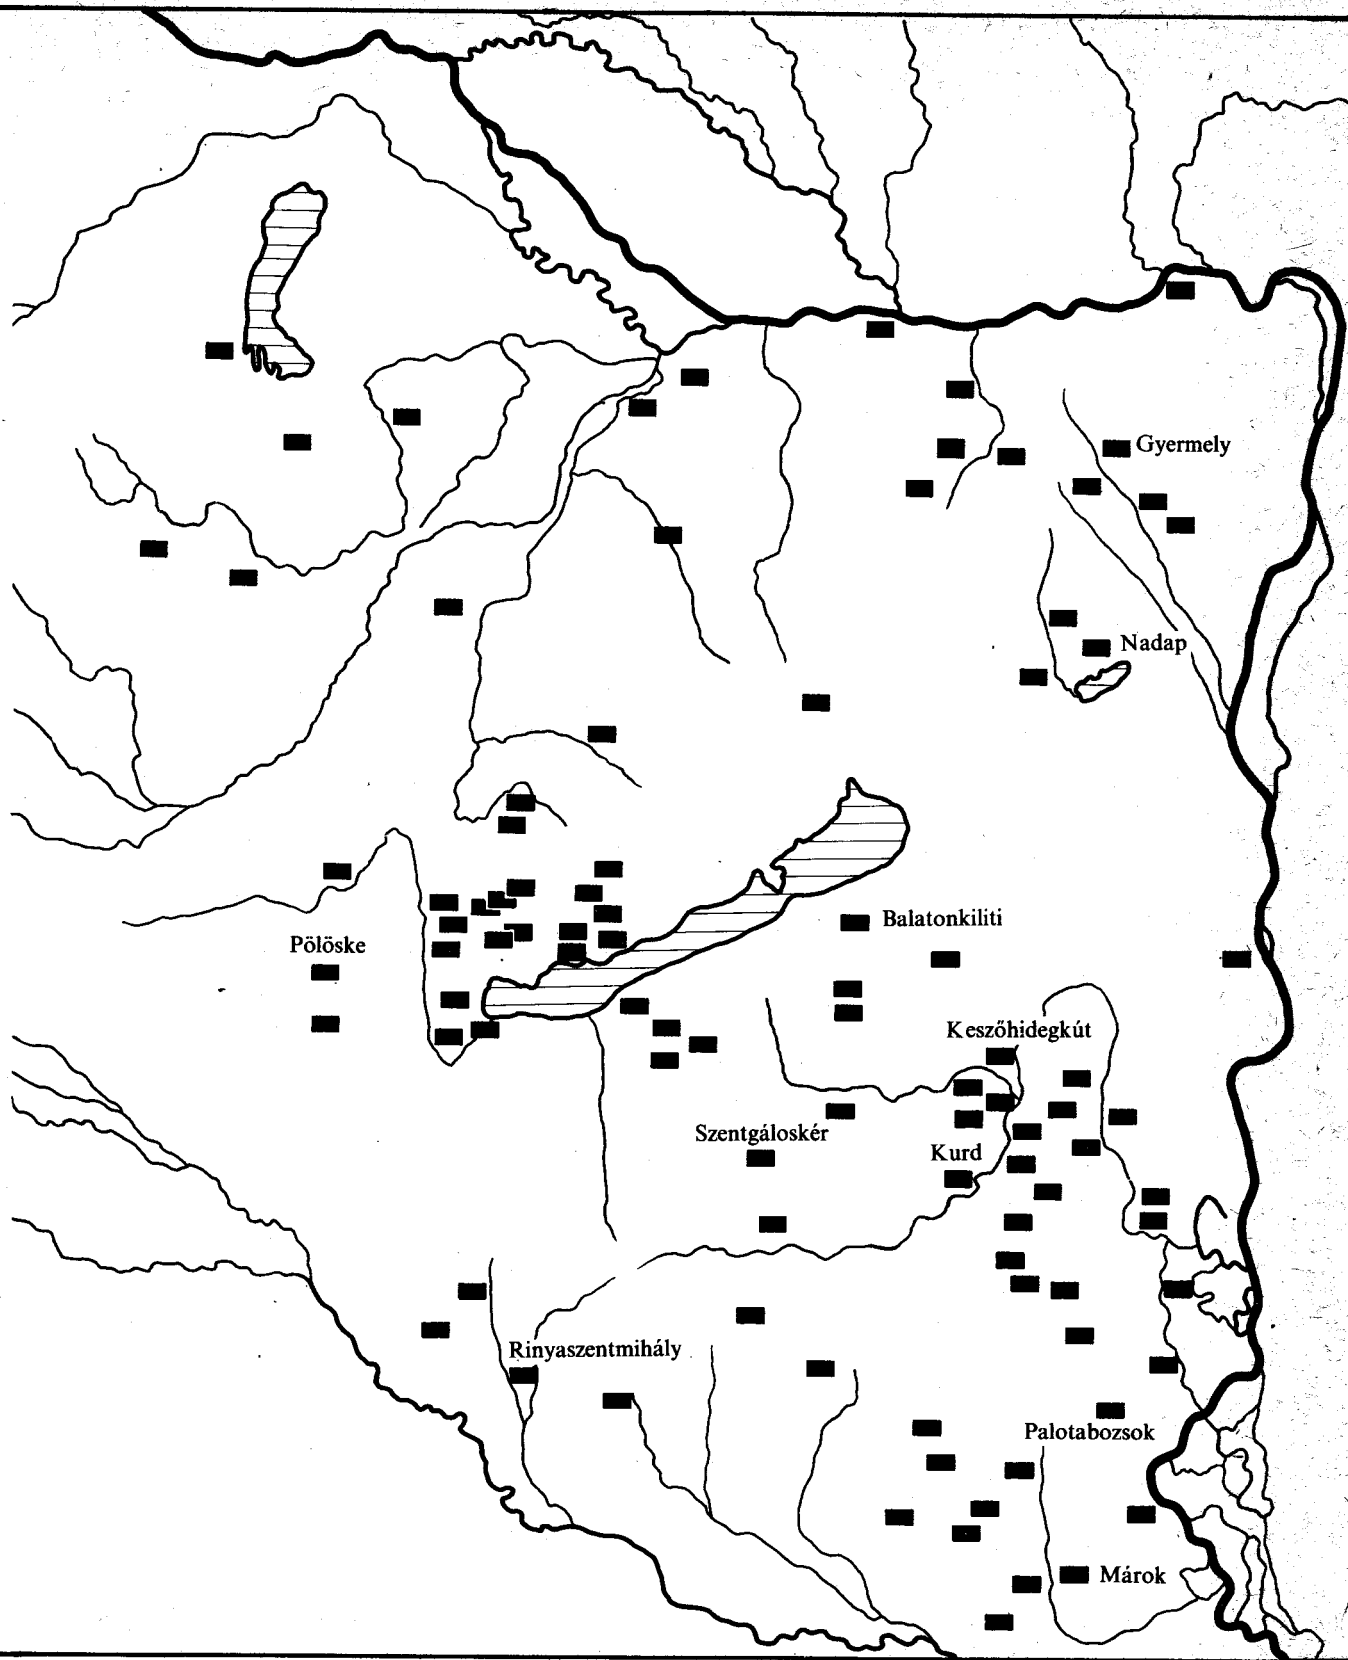 Gyermely
Nadap
Balatonkiliti
Pölöske
Keszőhidegkút
Szentgáloskér
Kurd
Rinyaszentmihály
Palotabozsok
Márok